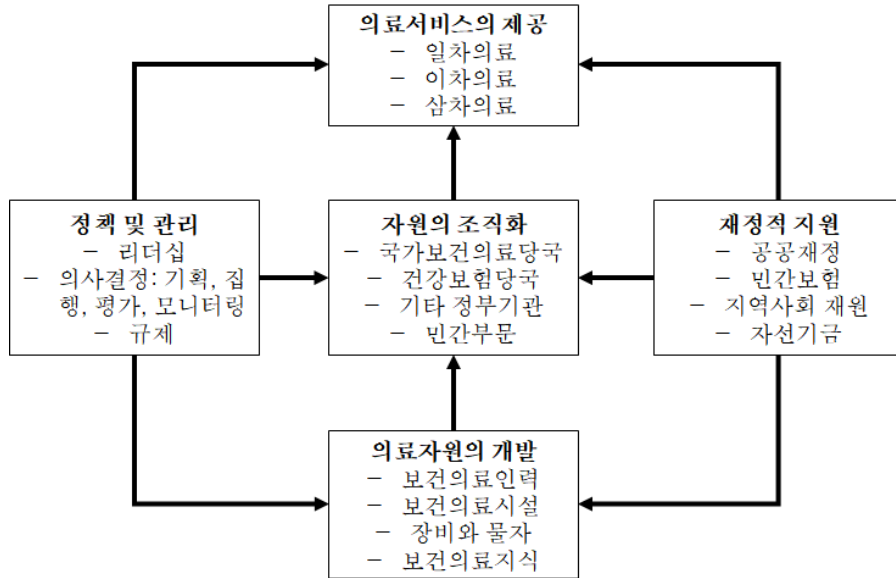 의료서비스의 제공
– 일차의료
– 이차의료
– 삼차의료
정책 및 관리
– 리더십
– 의사결정: 기획, 집
행, 평가, 모니터링
– 규제
자원의 조직화
– 국가보건의료당국
– 건강보험당국
– 기타 정부기관
– 민간부문
재정적 지원
– 공공재정
– 민간보험
– 지역사회 재원
– 자선기금
의료자원의 개발
– 보건의료인력
– 보건의료시설
– 장비와 물자
– 보건의료지식